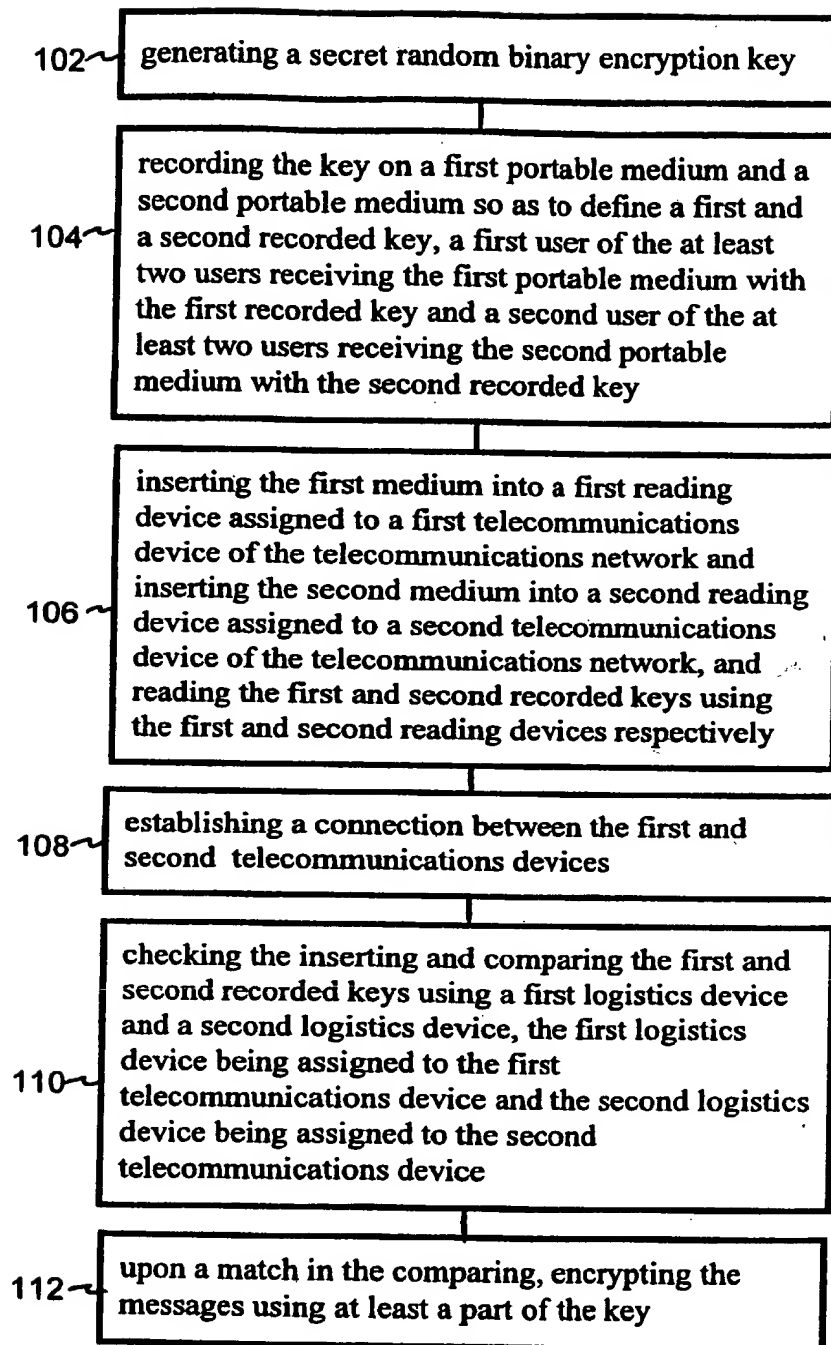 102 generating a secret random binary encryption key
recording the key on a first portable medium and a
second portable medium so as to define a first and
104 a second recorded key, a first user of the at least
two users receiving the first portable medium with
the first recorded key and a second user of the at
least two users receiving the second portable
medium with the second recorded key
inserting the first medium into a first reading
device assigned to a first telecommunications
device of the telecommunications network and
106 inserting the second medium into a second reading
device assigned to a second telecommunications
device of the telecommunications network, and
reading the first and second recorded keys using
the first and second reading devices respectively
108 establishing a connection between the first and
second telecommunications devices
checking the inserting and comparing the first and
second recorded keys using a first logistics device
and a second logistics device, the first logistics
110 device being assigned to the first
telecommunications device and the second logistics
device being assigned to the second
telecommunications device
112 upon a match in the comparing, encrypting the
messages using at least a part of the key